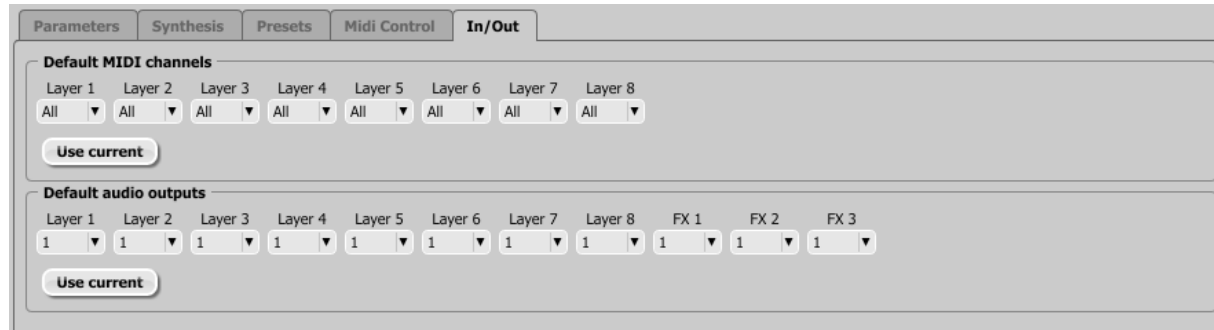 Parameters Synthesis Presets Midi Control In/Out
Default MIDI channels
Layer 1 Layer 2 Layer 3 Layer 4 Layer 5 Layer 6 Layer 7 Layer 8
All All All All All All All All
Use current
Default audio outputs
Layer 1 Layer 2 Layer 3 Layer 4 Layer 5 Layer 6 Layer 7 Layer 8 FX 1 FX 2 FX 3
1 1 1 1 1 1 1 1 1 1 1
Use current